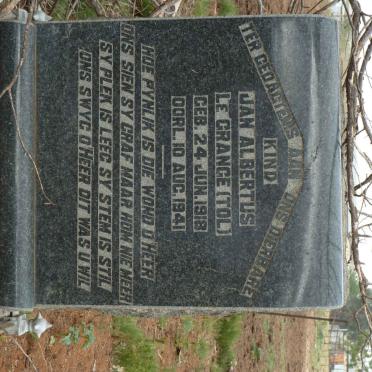 TER GEDAGTENIS AAN ONS DIERBARE
KIND
JAN ALBERTUS
LE GRANGE (TOL)
GEB. 24 JUN. 1918
OORL. 10 AUG. 1941
HOE PYNLIK IS DIE WOND O HEER
ONS SIEN SY GRAF MAAR HOM NIE MEER
SY PLEK IS LEEG SY STEM IS STIL
ONS SWYG O HEER DIT WAS U WIL